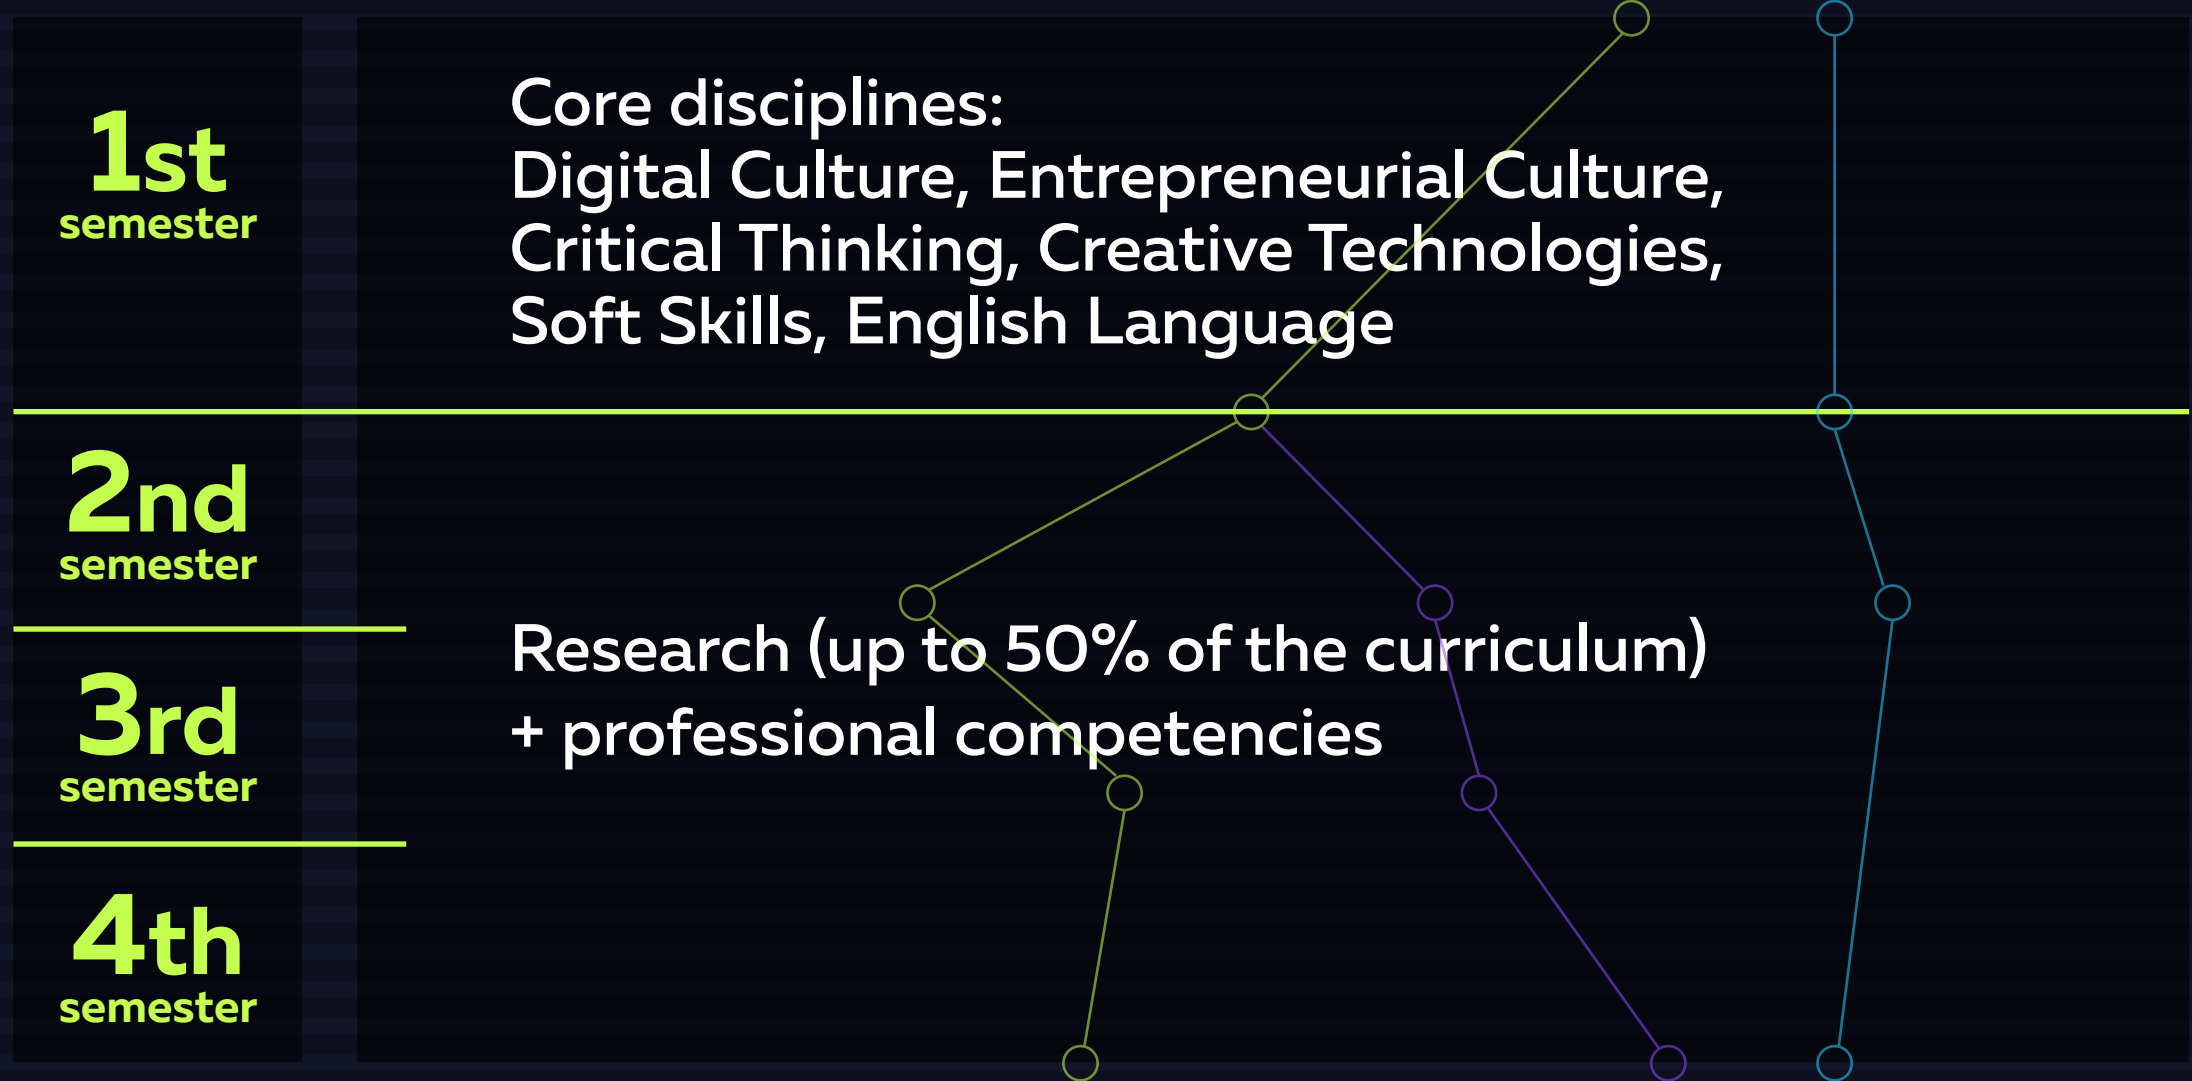 1st
semester
Core disciplines:
Digital Culture, Entrepreneurial Culture,
Critical Thinking, Creative Technologies,
Soft Skills, English Language
2nd
semester
3rd
semester
4th
semester
Research (up to 50% of the curriculum)
+ professional competencies